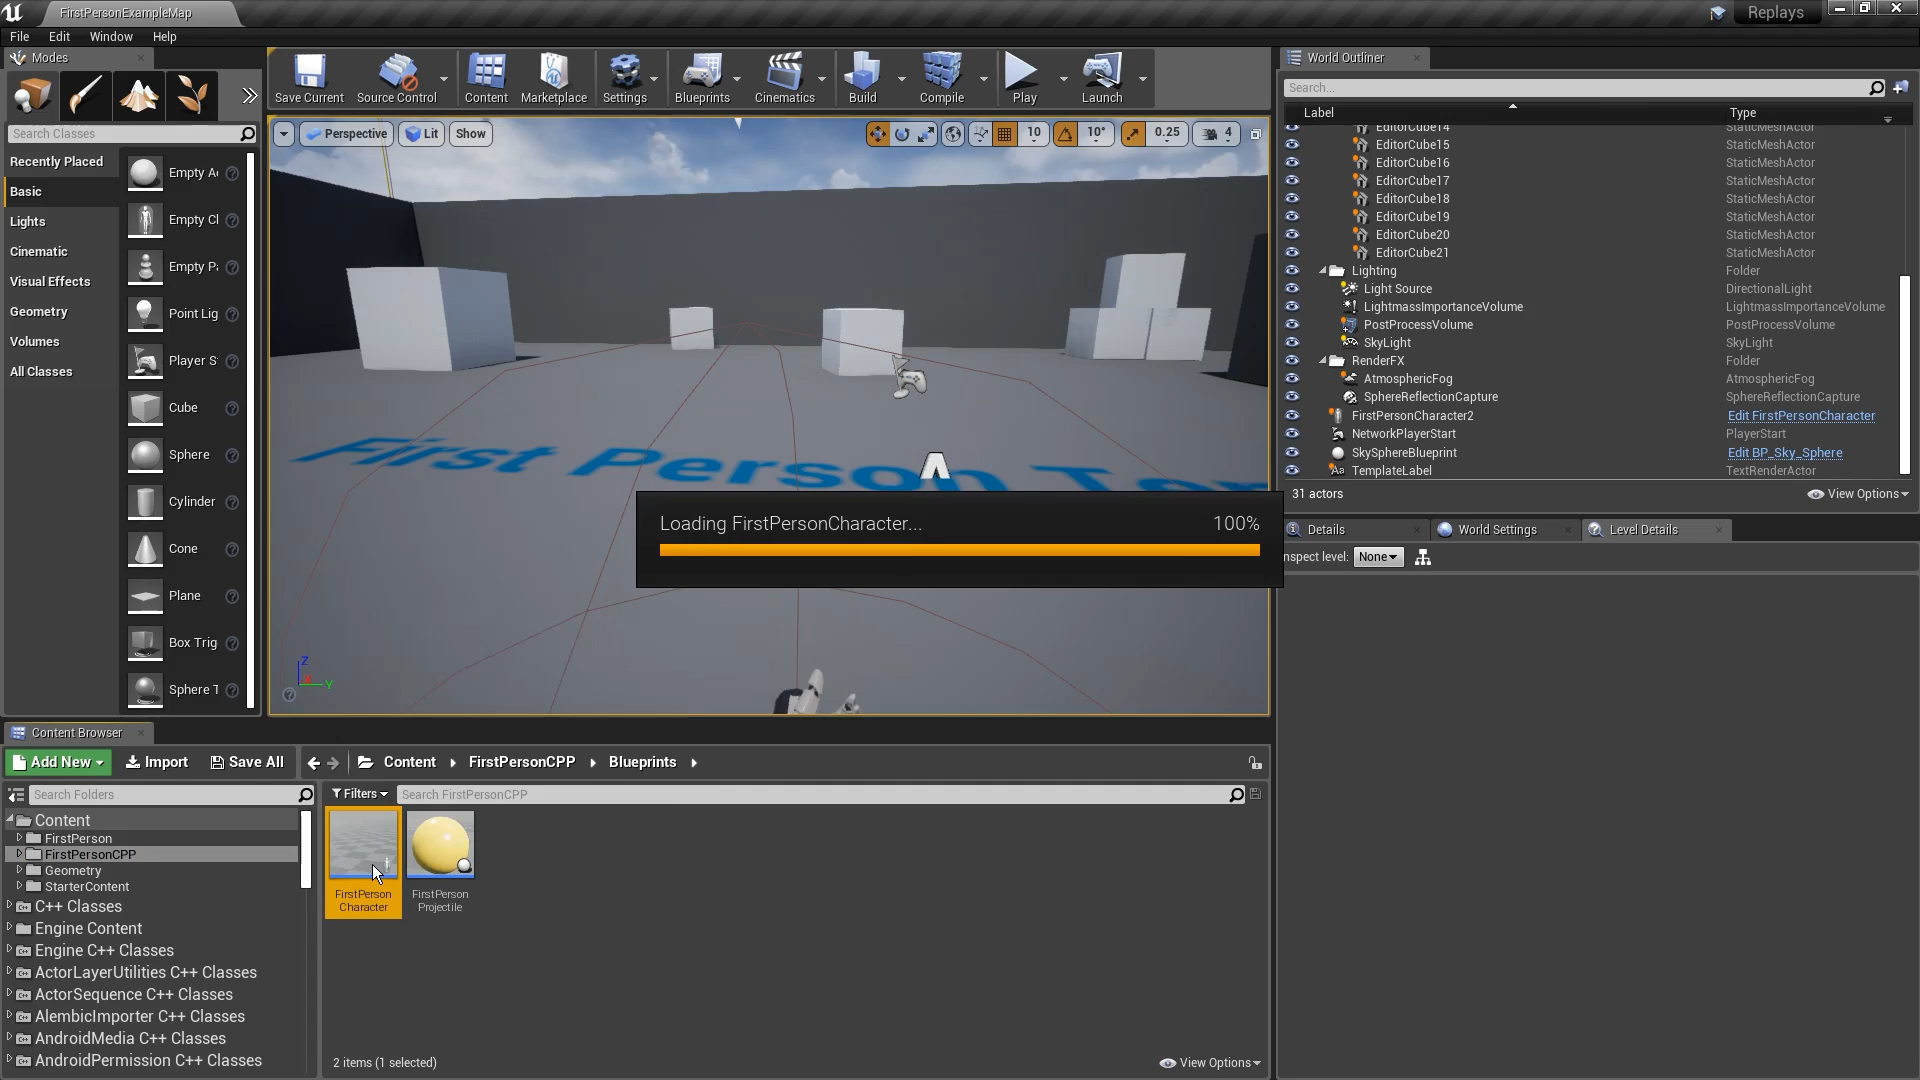 FirstPersonExampleMap
Replays
File Edit Window Help
Modes
Search Classes
Recently Placed
Basic
Lights
Cinematic
Visual Effects
Geometry
Volumes
All Classes
Empty A
Empty Cl
Empty P
Point Lig
Player S
Cube
Sphere
Cylinder
Cone
Plane
Box Trig
Sphere T
Save Current
Source Control
Content
Marketplace
Settings
Blueprints
Cinematics
Build
Compile
Play
Launch
Perspective
Lit
Show
10
10°
0.25
4
First Person Te
Z
Y
Loading FirstPersonCharacter...
100%
World Outliner
Search...
Label Type
EditorCube14 StaticMeshActor
EditorCube15 StaticMeshActor
EditorCube16 StaticMeshActor
EditorCube17 StaticMeshActor
EditorCube18 StaticMeshActor
EditorCube19 StaticMeshActor
EditorCube20 StaticMeshActor
EditorCube21 StaticMeshActor
Lighting Folder
Light Source DirectionalLight
LightmassImportanceVolume LightmassImportanceVolume
PostProcessVolume PostProcessVolume
SkyLight SkyLight
RenderFX Folder
AtmosphericFog AtmosphericFog
SphereReflectionCapture SphereReflectionCapture
FirstPersonCharacter2 Edit FirstPersonCharacter
NetworkPlayerStart PlayerStart
SkySphereBlueprint Edit BP_Sky_Sphere
Aa TemplateLabel TextRenderActor
31 actors
View Options
Details
World Settings
Level Details
nspect level: None
Content Browser
Add New
Import
Save All
Content FirstPersonCPP Blueprints
Search Folders
Filters
Search FirstPersonCPP
Content
FirstPerson
FirstPersonCPP
Geometry
StarterContent
C++ Classes
Engine Content
Engine C++ Classes
ActorLayerUtilities C++ Classes
ActorSequence C++ Classes
AlembicImporter C++ Classes
AndroidMedia C++ Classes
AndroidPermission C++ Classes
FirstPerson
Character
FirstPerson
Projectile
2 items (1 selected)
View Options